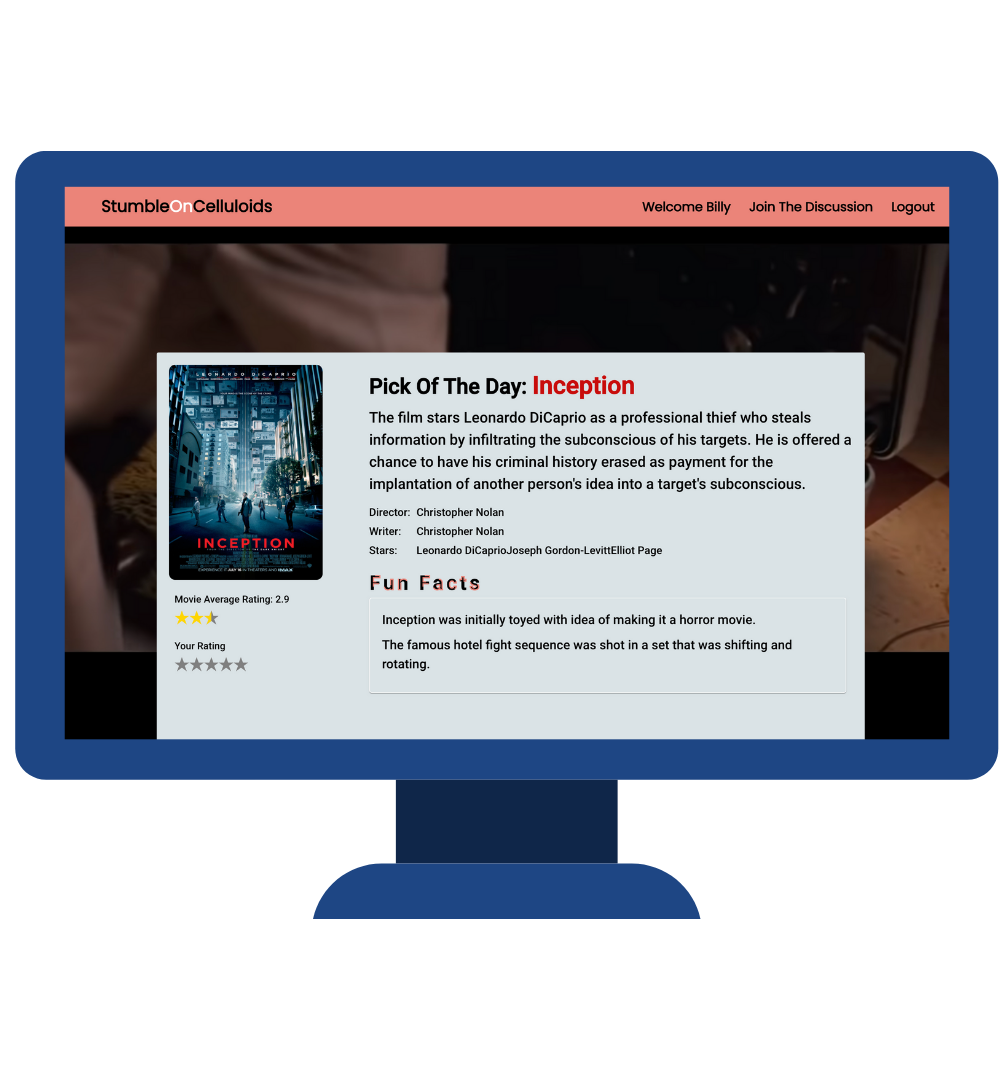 StumbleOnCelluloids
Welcome Billy Join The Discussion Logout
LEONARDO DiCAPRIO
INCEPTION
Movie Average Rating: 2.9
Your Rating
Pick Of The Day: Inception
The film stars Leonardo DiCaprio as a professional thief who steals
information by infiltrating the subconscious of his targets. He is offered a
chance to have his criminal history erased as payment for the
implantation of another person's idea into a target's subconscious.
Director: Christopher Nolan
Writer: Christopher Nolan
Stars: Leonardo DiCaprioJoseph Gordon-LevittElliot Page
Fun Facts
Inception was initially toyed with idea of making it a horror movie.
The famous hotel fight sequence was shot in a set that was shifting and
rotating.